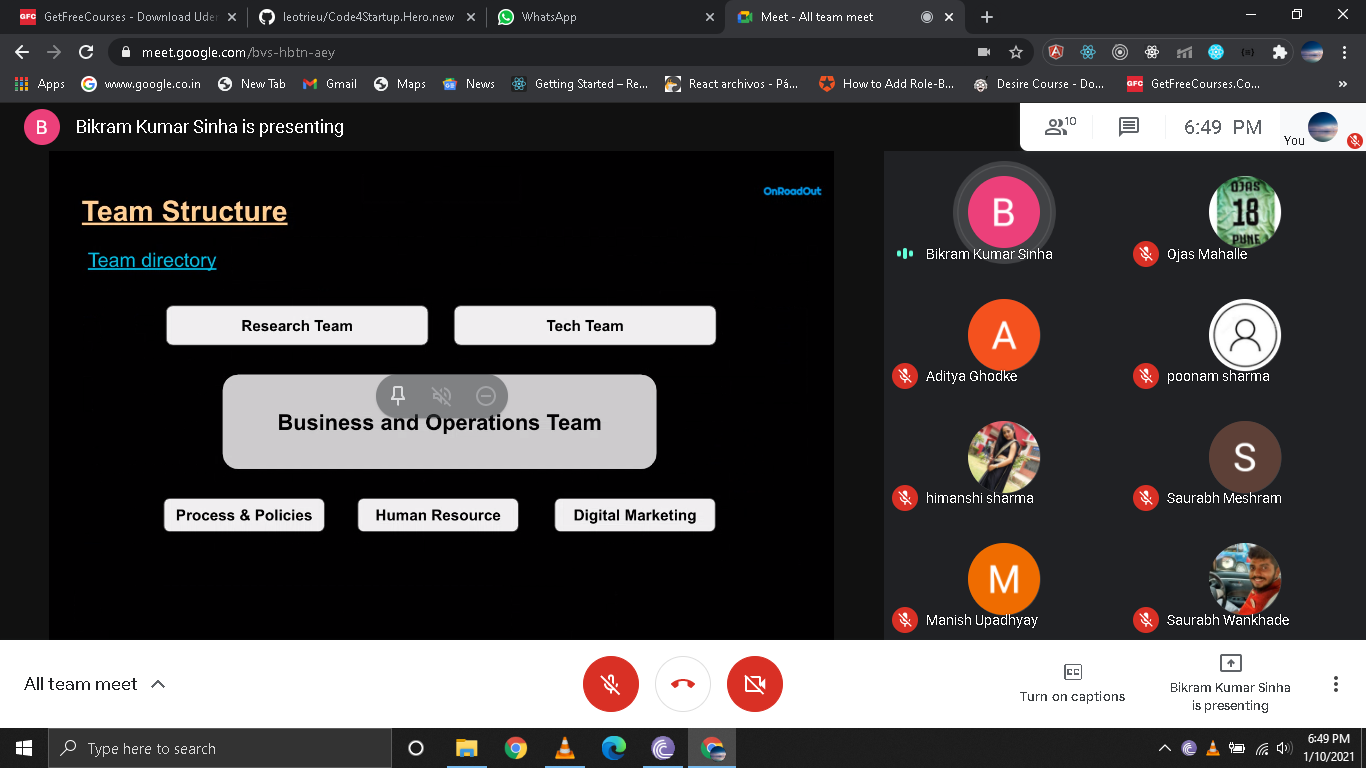 GetFreeCourses - Download Uder
leotrieu/Code4Startup.Hero.new
WhatsApp
Meet - All team meet
meet.google.com/bvs-hbtn-aey
Apps
www.google.co.in
New Tab
Gmail
Maps
News
Getting Started – Re...
React archivos - Pá...
How to Add Role-B...
Desire Course - Do...
GetFreeCourses.Co...
»
B
Bikram Kumar Sinha is presenting
10
6:49 PM
You
OnRoadOut
Team Structure
Team directory
Research Team
Tech Team
Business and Operations Team
Process & Policies
Human Resource
Digital Marketing
B
Bikram Kumar Sinha
OJAS
18
PUNE
Ojas Mahalle
A
Aditya Ghodke
poonam sharma
himanshi sharma
S
Saurabh Meshram
M
Manish Upadhyay
Saurabh Wankhade
All team meet
CC
Turn on captions
Bikram Kumar Sinha
is presenting
Type here to search
6:49 PM
1/10/2021